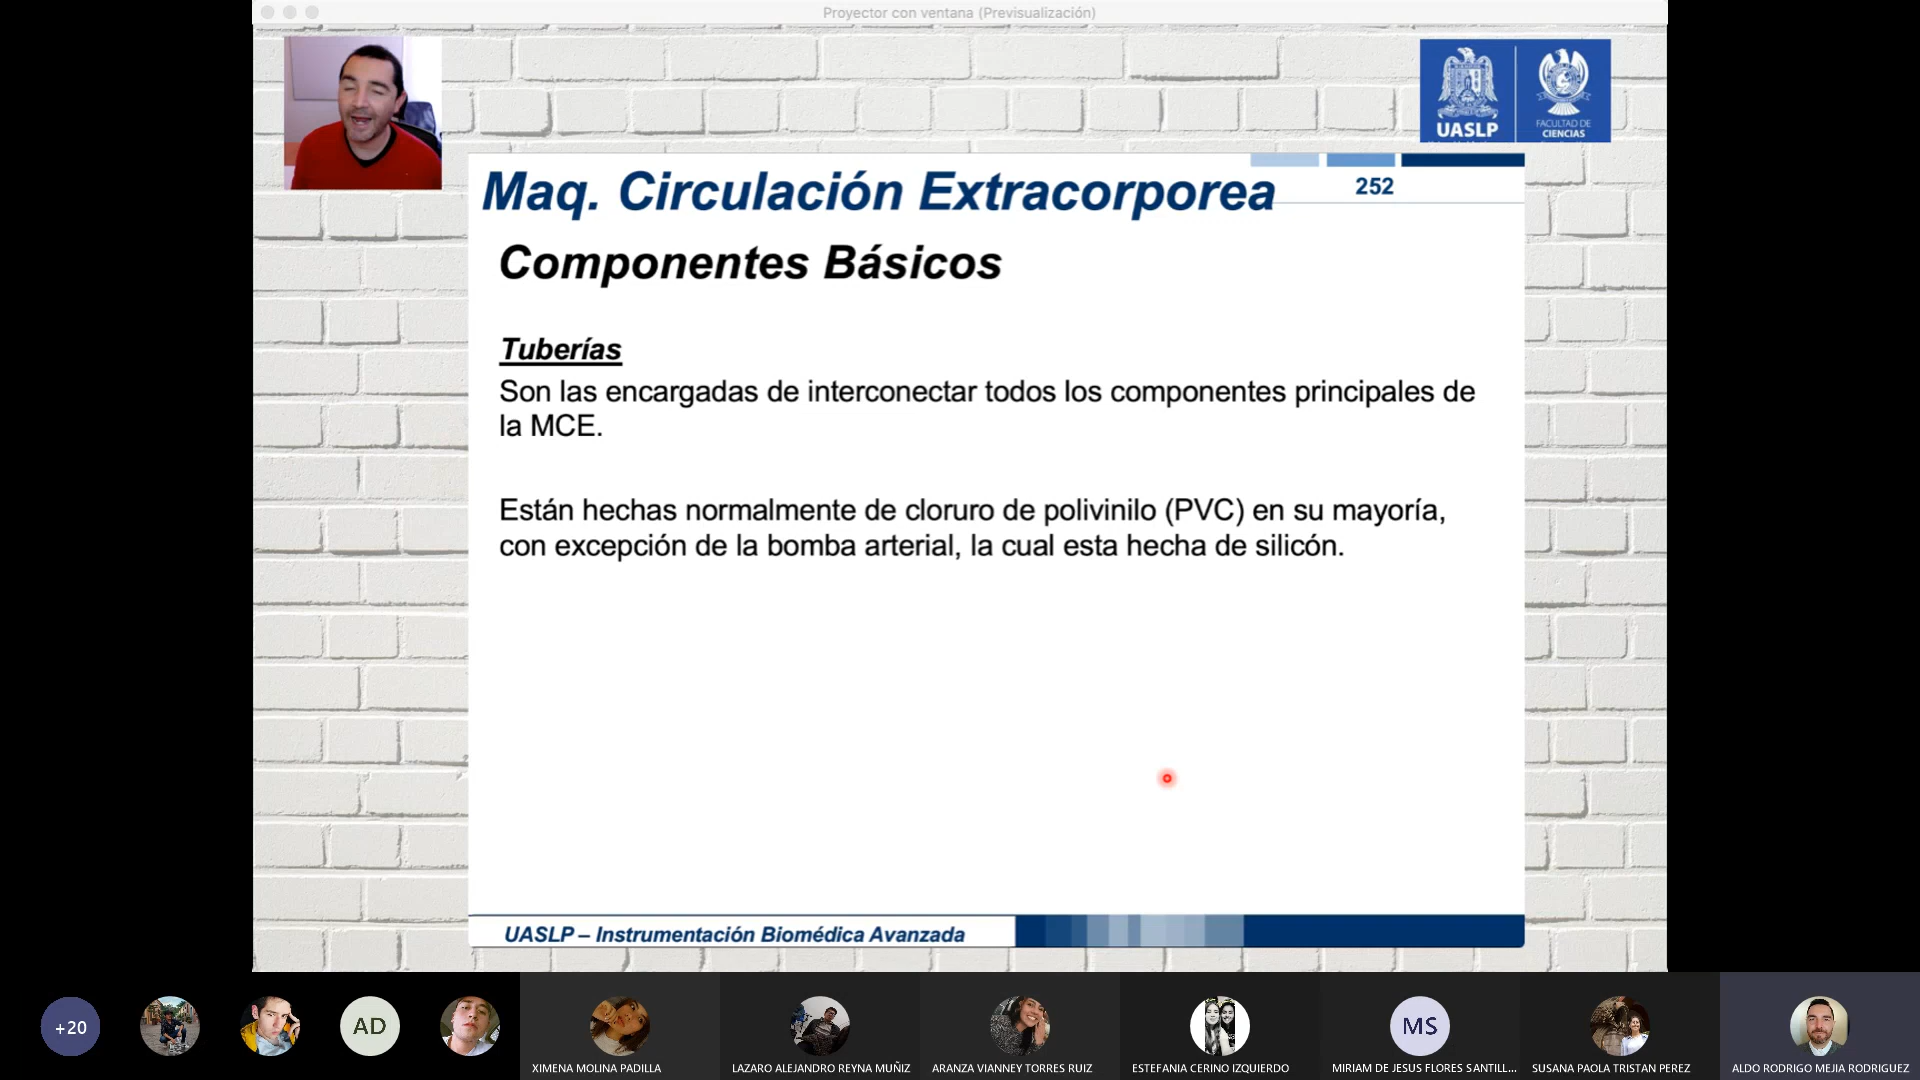 Proyector con ventana (Previsualización)
UASLP
FACULTAD DE
CIENCIAS
Maq. Circulación Extracorporea
252
Componentes Básicos
Tuberías
Son las encargadas de interconectar todos los componentes principales de
la MCE.
Están hechas normalmente de cloruro de polivinilo (PVC) en su mayoría,
con excepción de la bomba arterial, la cual esta hecha de silicón.
UASLP – Instrumentación Biomédica Avanzada
+20
AD
MS
XIMENA MOLINA PADILLA
LAZARO ALEJANDRO REYNA MUÑIZ
ARANZA VIANNEY TORRES RUIZ
ESTEFANIA CERINO IZQUIERDO
MIRIAM DE JESUS FLORES SANTILL...
SUSANA PAOLA TRISTAN PEREZ
ALDO RODRIGO MEJIA RODRIGUEZ